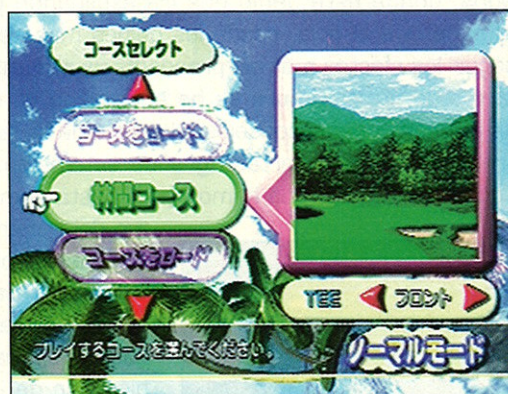 コースセレクト
コースをロード
林間コース
コースをロード
TEE フロント
プレイするコースを選んでください。
ノーマルモード